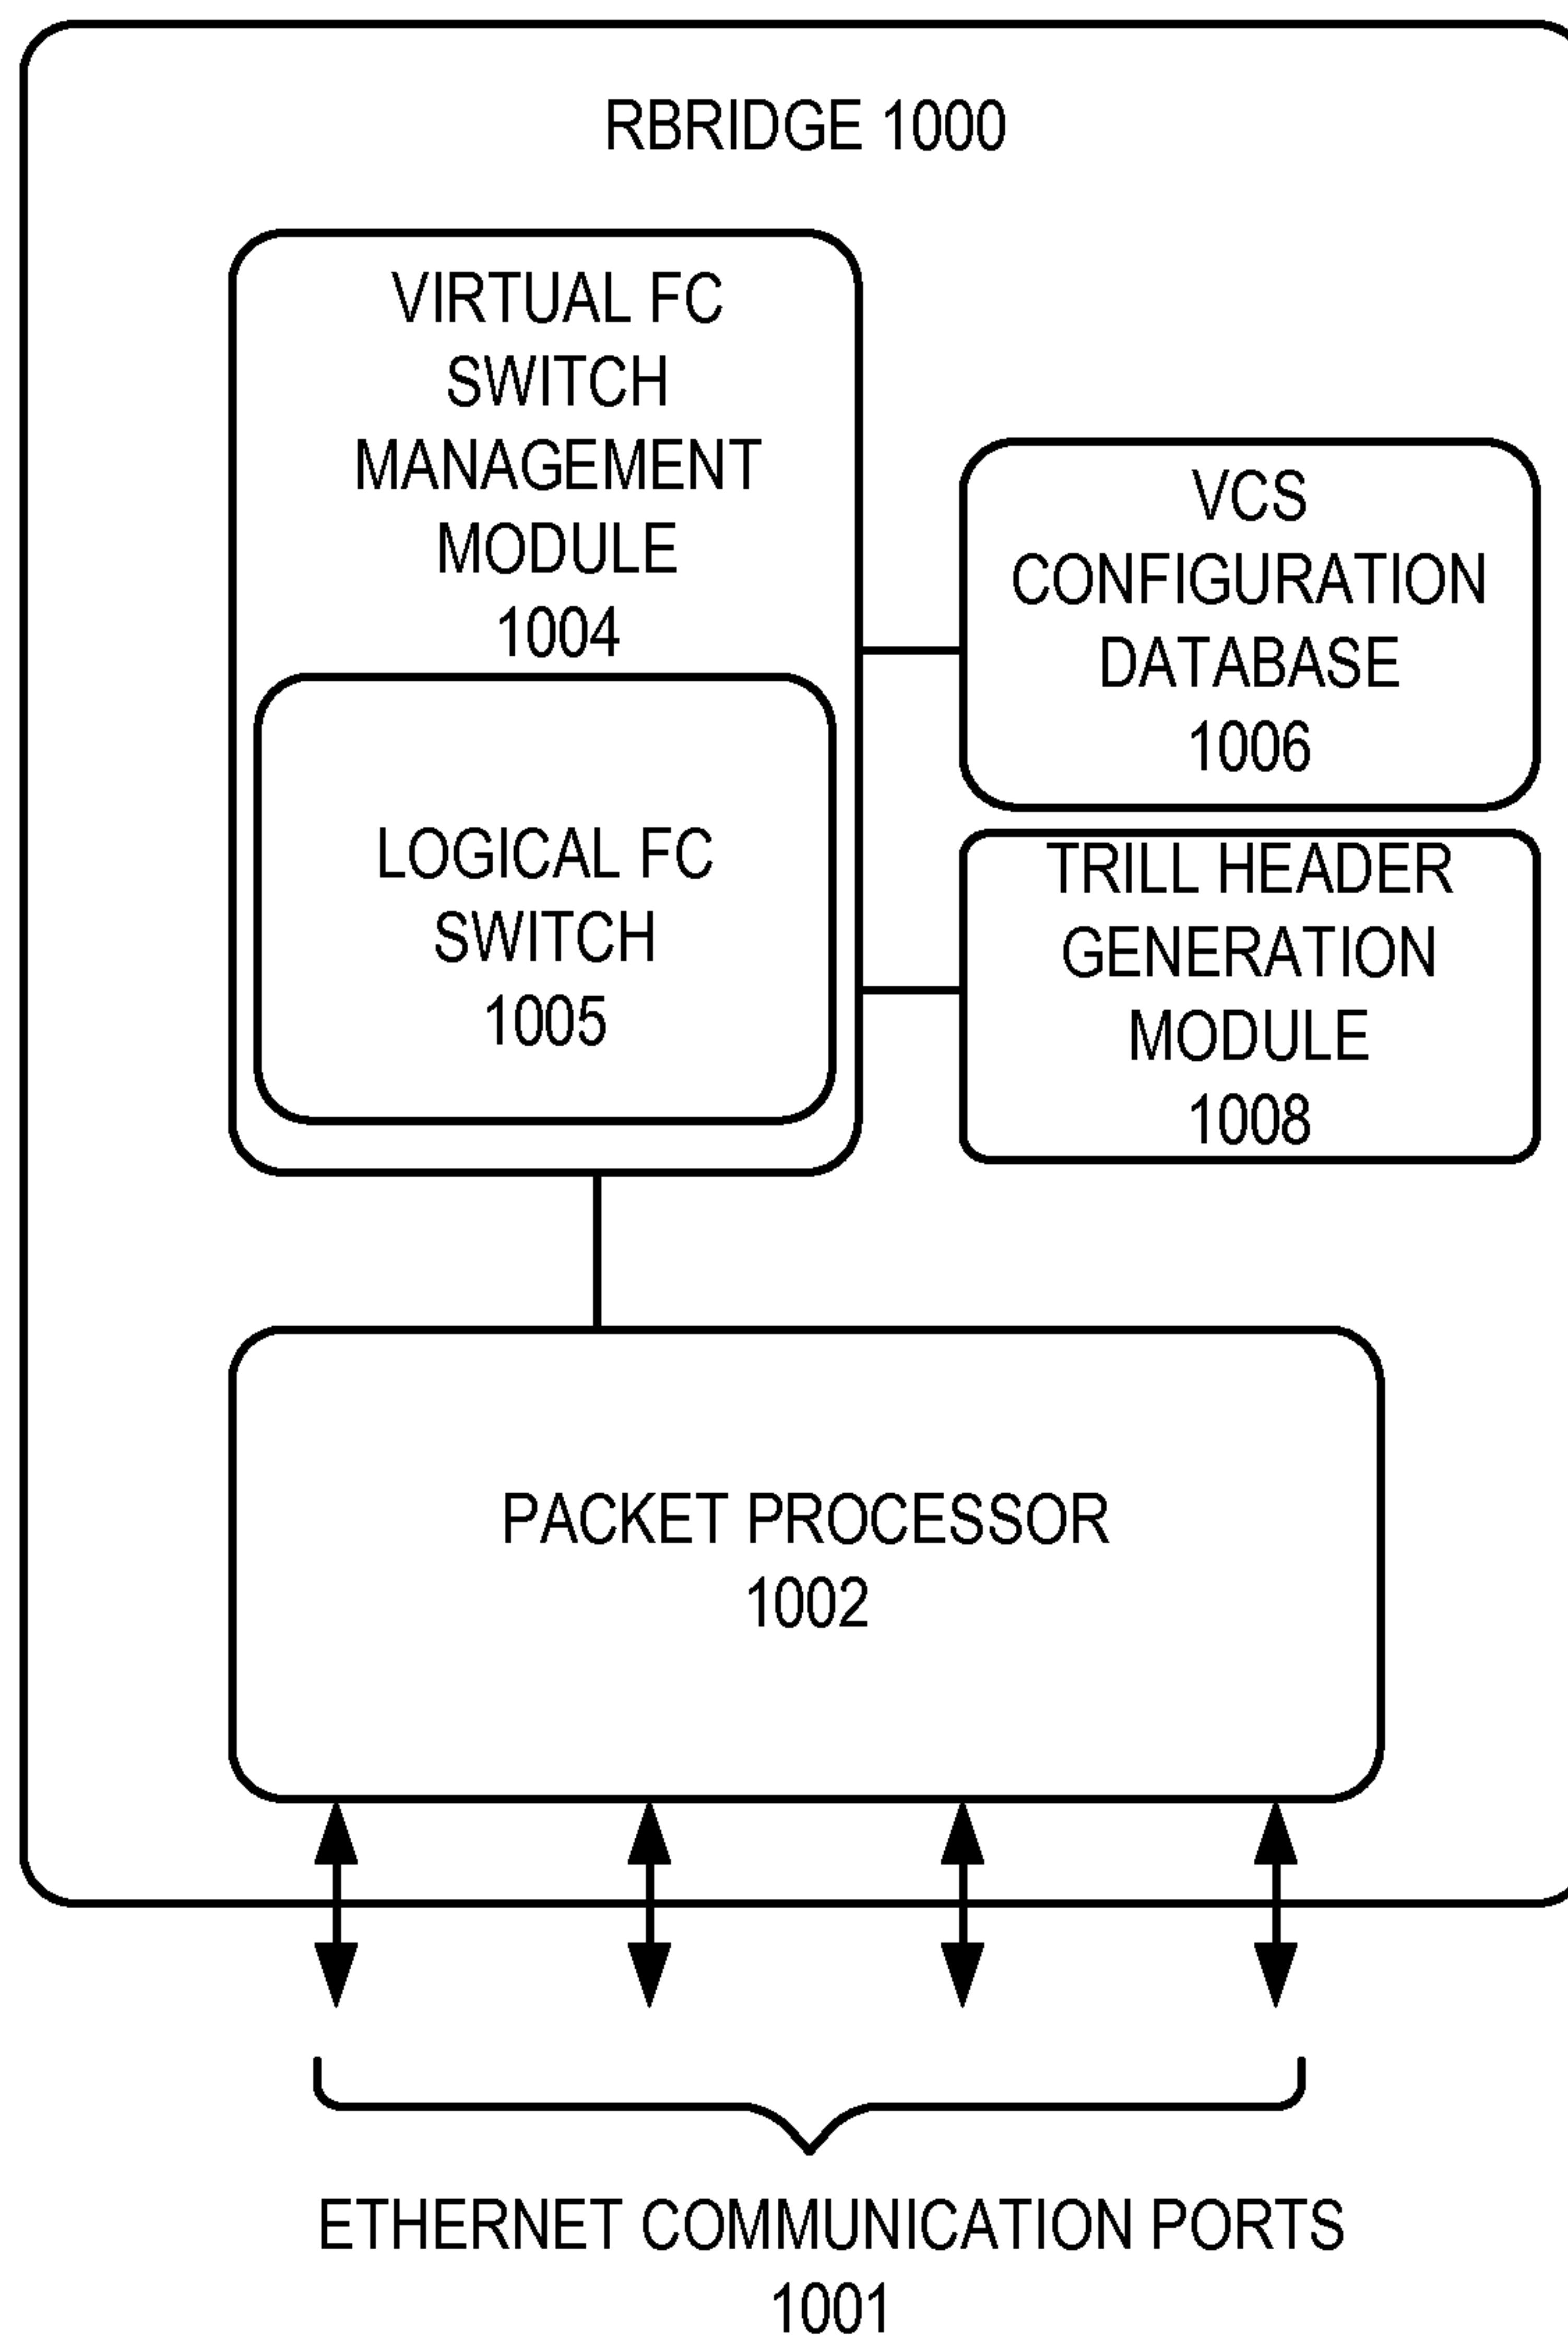 RBRIDGE 1000
VIRTUAL FC
SWITCH
MANAGEMENT
MODULE
1004
LOGICAL FC
SWITCH
1005
VCS
CONFIGURATION
DATABASE
1006
TRILL HEADER
GENERATION
MODULE
1008
PACKET PROCESSOR
1002
ETHERNET COMMUNICATION PORTS
1001